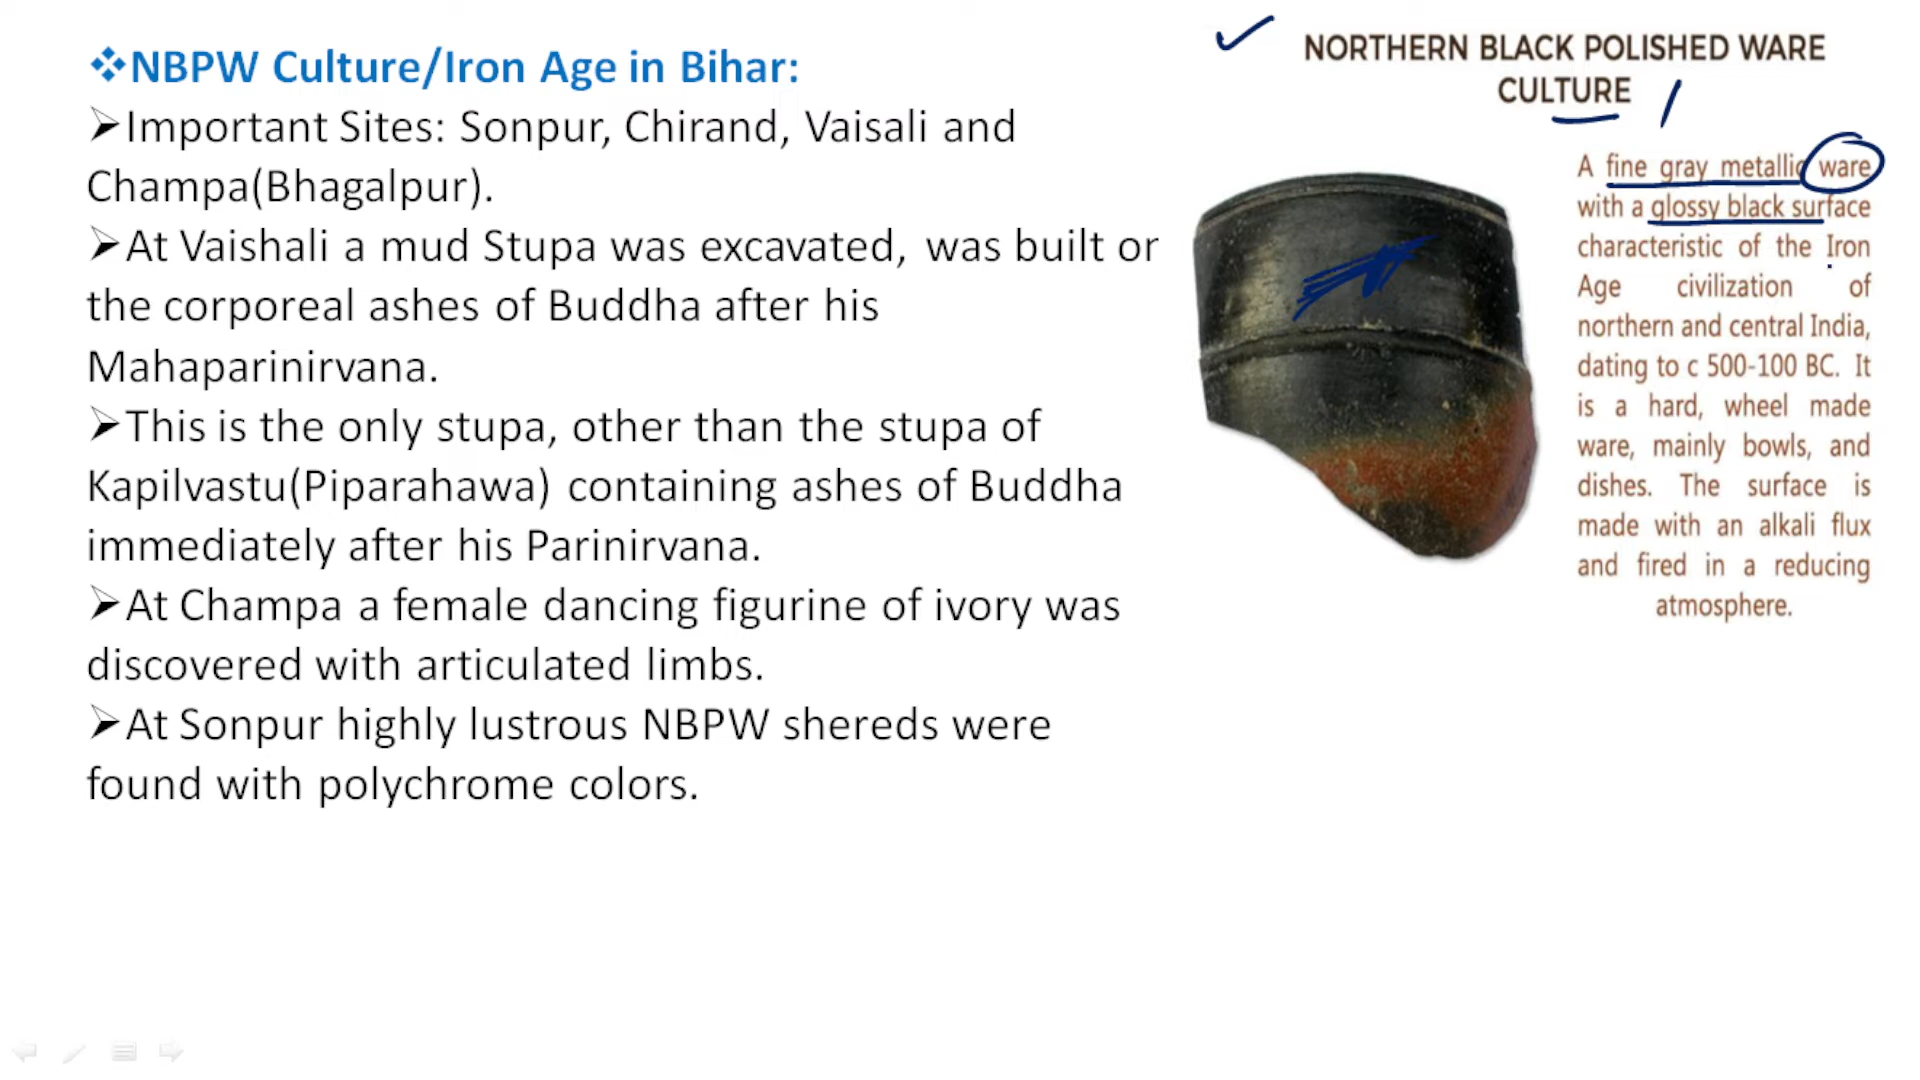 ❖NBPW Culture/Iron Age in Bihar:
➢Important Sites: Sonpur, Chirand, Vaisali and
Champa(Bhagalpur).
➢At Vaishali a mud Stupa was excavated, was built or
the corporeal ashes of Buddha after his
Mahaparinirvana.
➢This is the only stupa, other than the stupa of
Kapilvastu(Piparahawa) containing ashes of Buddha
immediately after his Parinirvana.
➢At Champa a female dancing figurine of ivory was
discovered with articulated limbs.
➢At Sonpur highly lustrous NBPW shereds were
found with polychrome colors.
NORTHERN BLACK POLISHED WARE
CULTURE
A fine gray metallic ware
with a glossy black surface
characteristic of the Iron
Age civilization of
northern and central India,
dating to c 500-100 BC. It
is a hard, wheel made
ware, mainly bowls, and
dishes. The surface is
made with an alkali flux
and fired in a reducing
atmosphere.